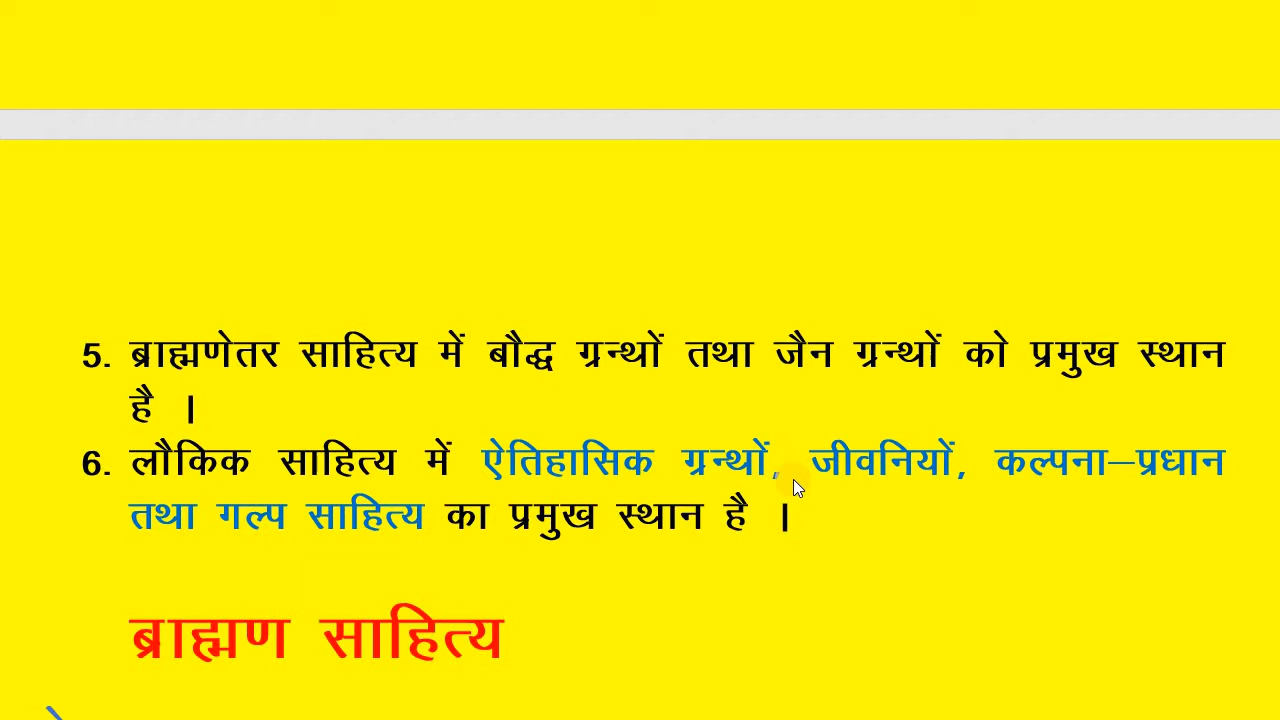 5. ब्राह्मणेतर साहित्य में बौद्ध ग्रन्थों तथा जैन ग्रन्थों को प्रमुख स्थान
है ।
6. लौकिक साहित्य में ऐतिहासिक ग्रन्थों, जीवनियों, कल्पना–प्रधान
तथा गल्प साहित्य का प्रमुख स्थान है ।
ब्राह्मण साहित्य